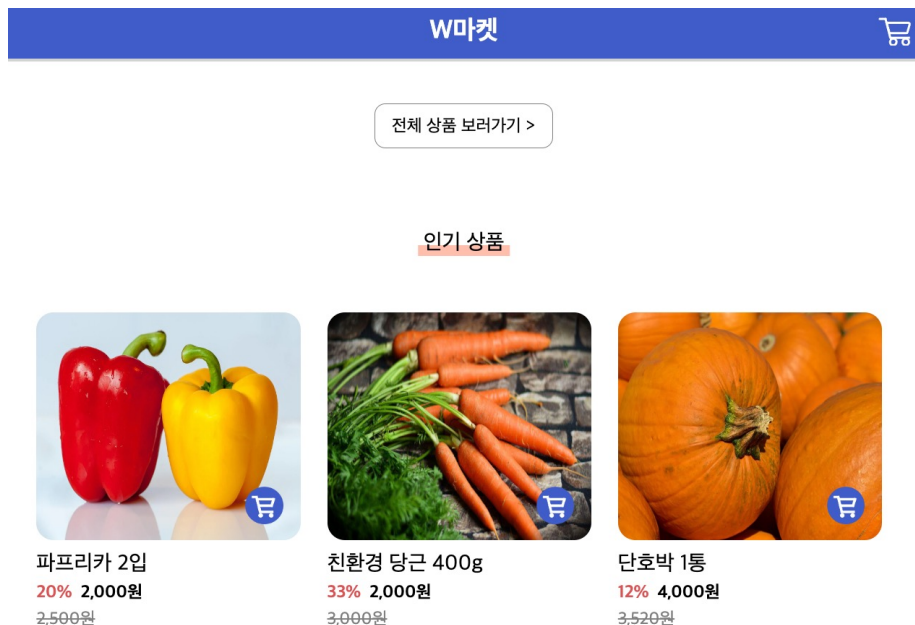 W마켓
전체 상품 보러가기 >
인기 상품
파프리카 2입
20% 2,000원
2,500원
친환경 당근 400g
33% 2,000원
3,000원
단호박 1통
12% 4,000원
3,520원